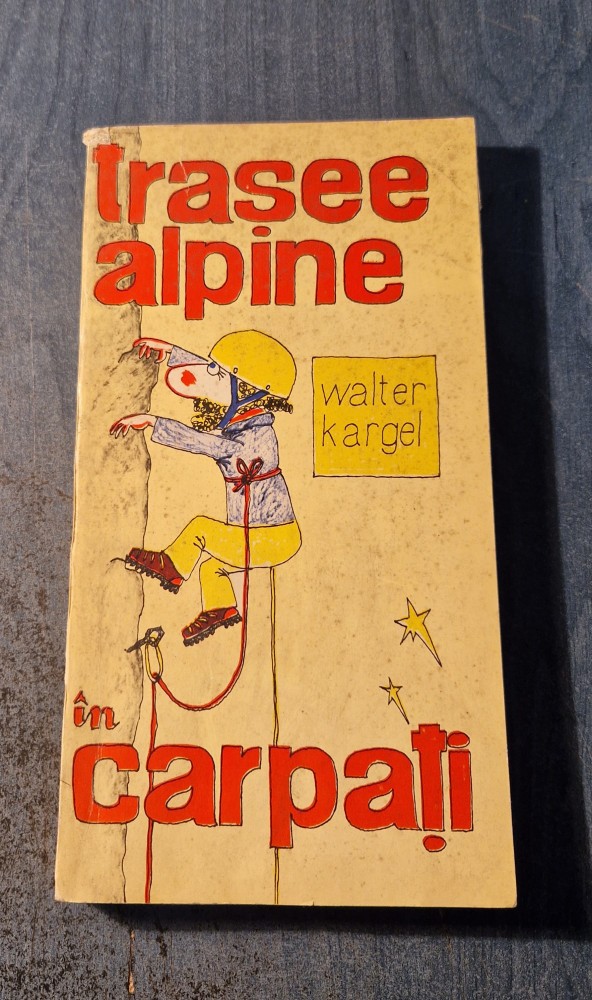 trasee
alpine
walter
kargel
în
carpați